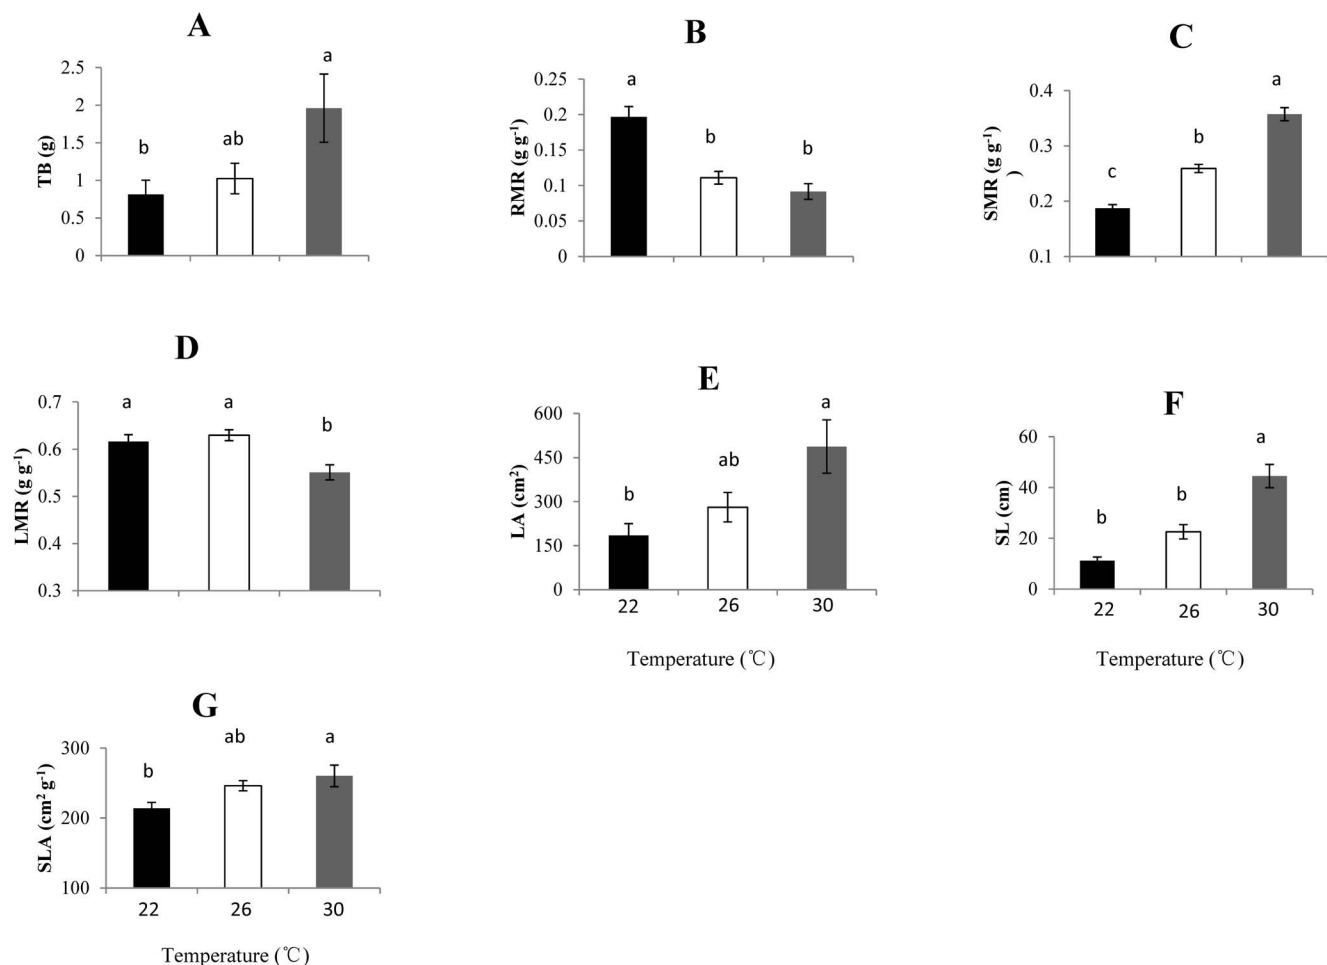 A
TB (g)
2.5
2
1.5
1
0.5
0
b
ab
a
B
RMR (g g-1)
0.25
0.2
0.15
0.1
0.05
0
a
b
b
C
SMR (g g-1
)
0.4
0.3
0.2
0.1
c
b
a
D
LMR (g g-1)
0.7
0.6
0.5
0.4
0.3
a
a
b
E
LA (cm2)
600
450
300
150
0
b
ab
a
22 26 30
Temperature (℃)
F
SL (cm)
60
40
20
0
b
b
a
22 26 30
Temperature (℃)
G
SLA (cm2 g-1)
300
200
100
b
ab
a
22 26 30
Temperature (℃)